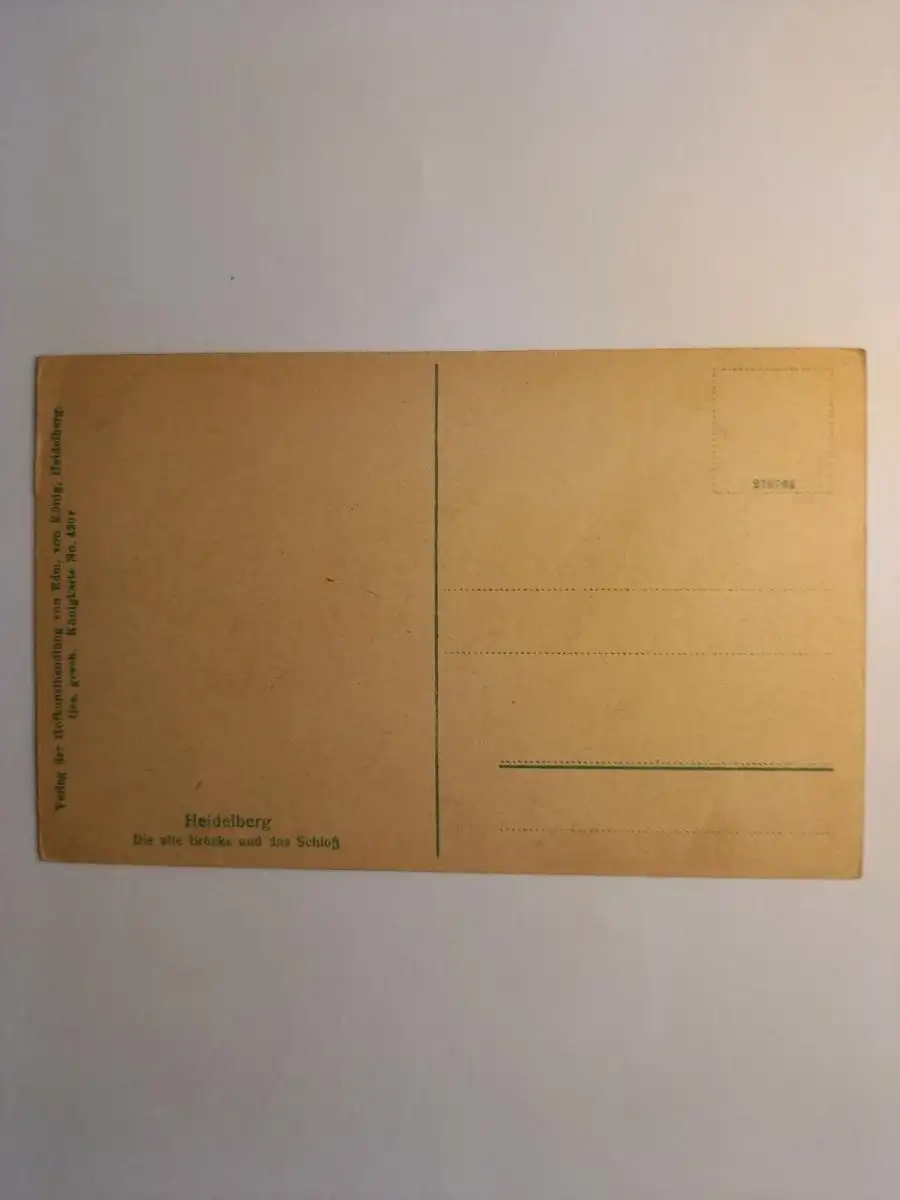 Verlag der Hofkunsthandlung von Edm. von König, Heidelberg.
Ges. gesch. Königkarte No. 420r
Heidelberg
Die alte Brücke und das Schloß